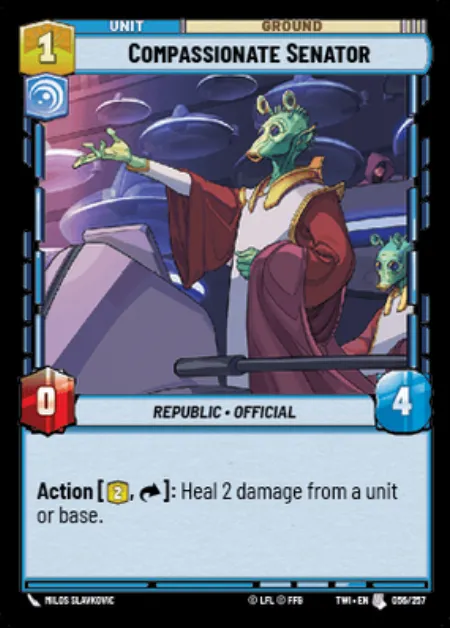 UNIT
GROUND
1
COMPASSIONATE SENATOR
0
REPUBLIC • OFFICIAL
4
Action [2, ]: Heal 2 damage from a unit
or base.
MILOS SLAVKOVIC
© LFL © FFG
TWI • EN
056/257